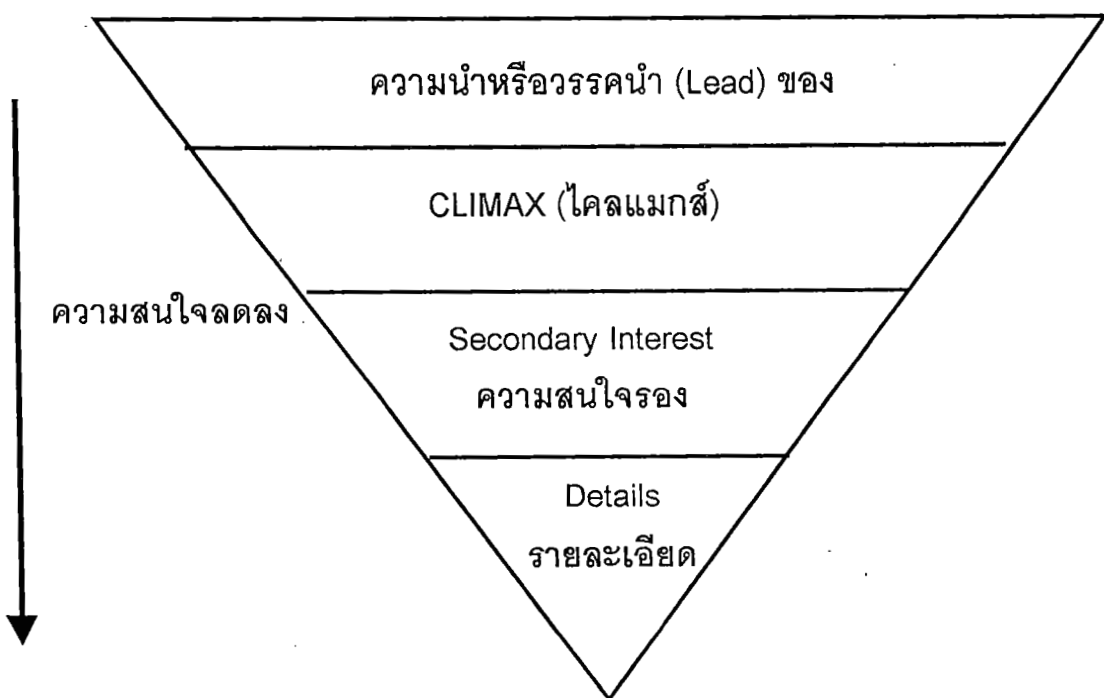 ความนำหรือวรรคนำ (Lead) ของ
CLIMAX (ไคลแมกส์)
ความสนใจลดลง
Secondary Interest
ความสนใจรอง
Details
รายละเอียด